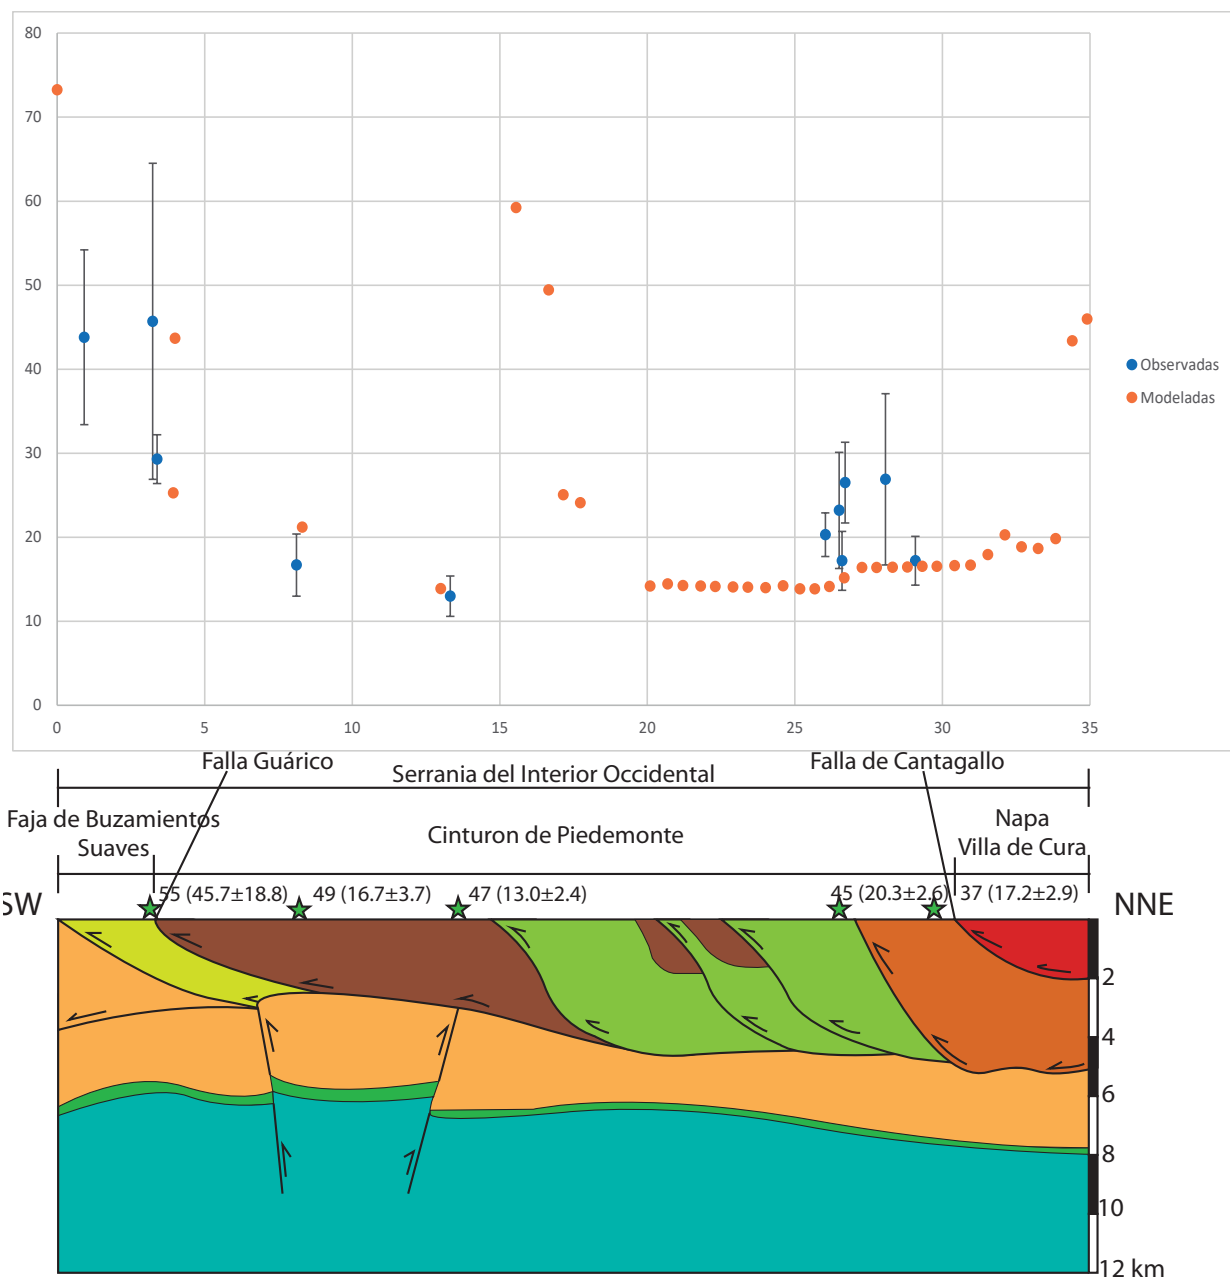 80
70
60
50
40
30
20
10
0
0 5 10 15 20 25 30 35
Observadas
Modeladas
Falla Guárico
Serrania del Interior Occidental
Falla de Cantagallo
Faja de Buzamientos
Suaves
Cinturon de Piedemonte
Napa
Villa de Cura
SW
55 (45.7±18.8)
49 (16.7±3.7)
47 (13.0±2.4)
45 (20.3±2.6)
37 (17.2±2.9)
NNE
2
4
6
8
10
12 km